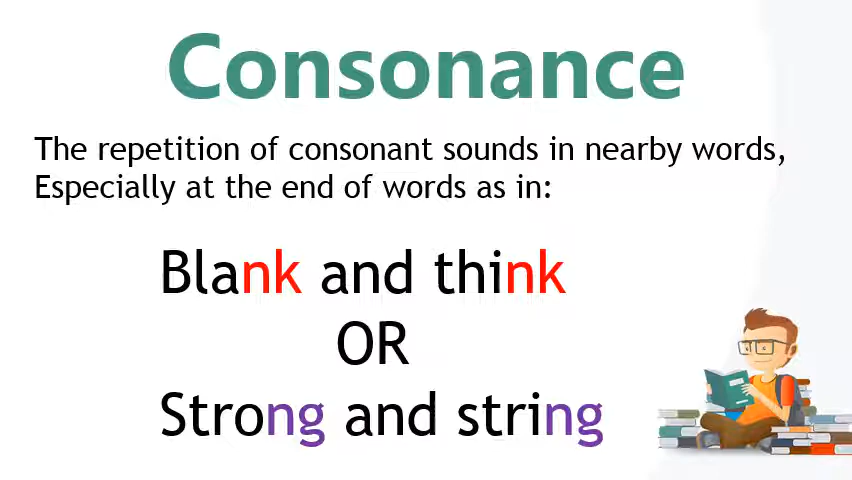 Consonance
The repetition of consonant sounds in nearby words,
Especially at the end of words as in:
Blank and think
OR
Strong and string